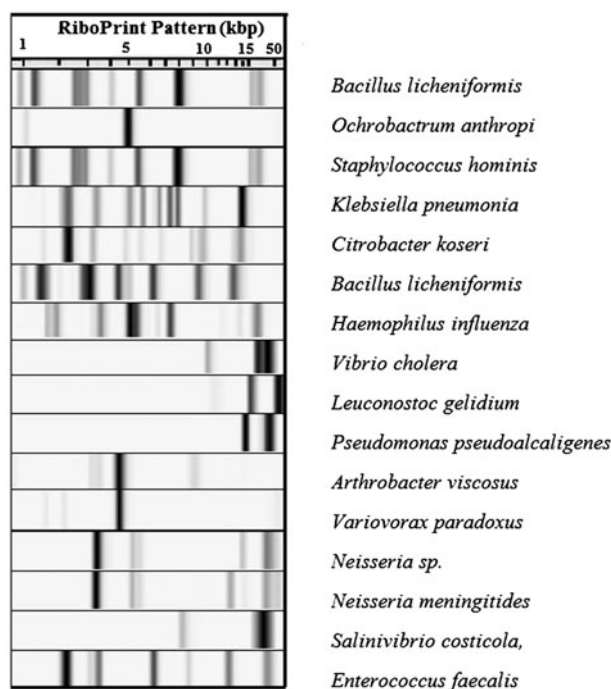 RiboPrint Pattern (kbp)
1 5 10 15 50
Bacillus licheniformis
Ochrobactrum anthropi
Staphylococcus hominis
Klebsiella pneumonia
Citrobacter koseri
Bacillus licheniformis
Haemophilus influenza
Vibrio cholera
Leuconostoc gelidium
Pseudomonas pseudoalcaligenes
Arthrobacter viscosus
Variovorax paradoxus
Neisseria sp.
Neisseria meningitides
Salinivibrio costicola,
Enterococcus faecalis